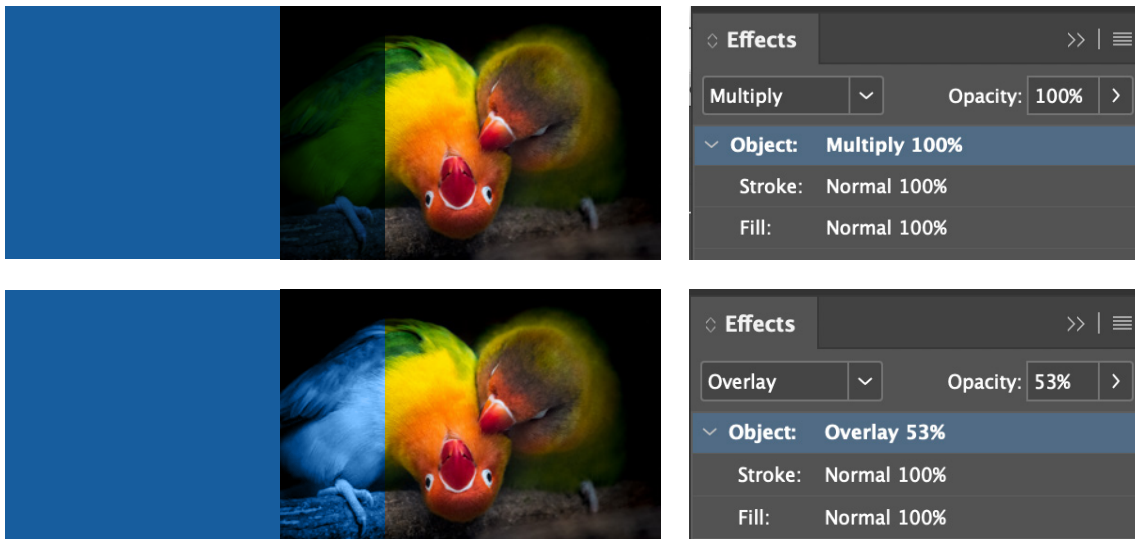 Effects
Multiply Opacity: 100%
Object: Multiply 100%
Stroke: Normal 100%
Fill: Normal 100%
Effects
Overlay Opacity: 53%
Object: Overlay 53%
Stroke: Normal 100%
Fill: Normal 100%